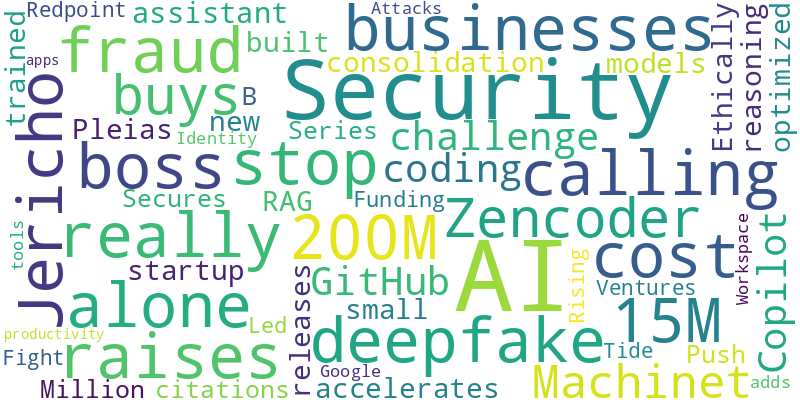 Redpoint
assistant
Attacks
businesses
fraud
built
consolidation
models
trained
apps
Security
Ethically
reasoning
optimized
buys
B
new
Pleias
Identity
Series
challenge
Jericho
boss
stop
coding
calling
Secures
RAG
Funding
really
200M
Zencoder
cost
tools
startup
GitHub
AI
Rising
Workspace
Copilot
alone
releases
small
Ventures
15M
Led
productivity
raises
deepfake
Tide
Push
Fight
Google
Million
citations
accelerates
Machinet
adds